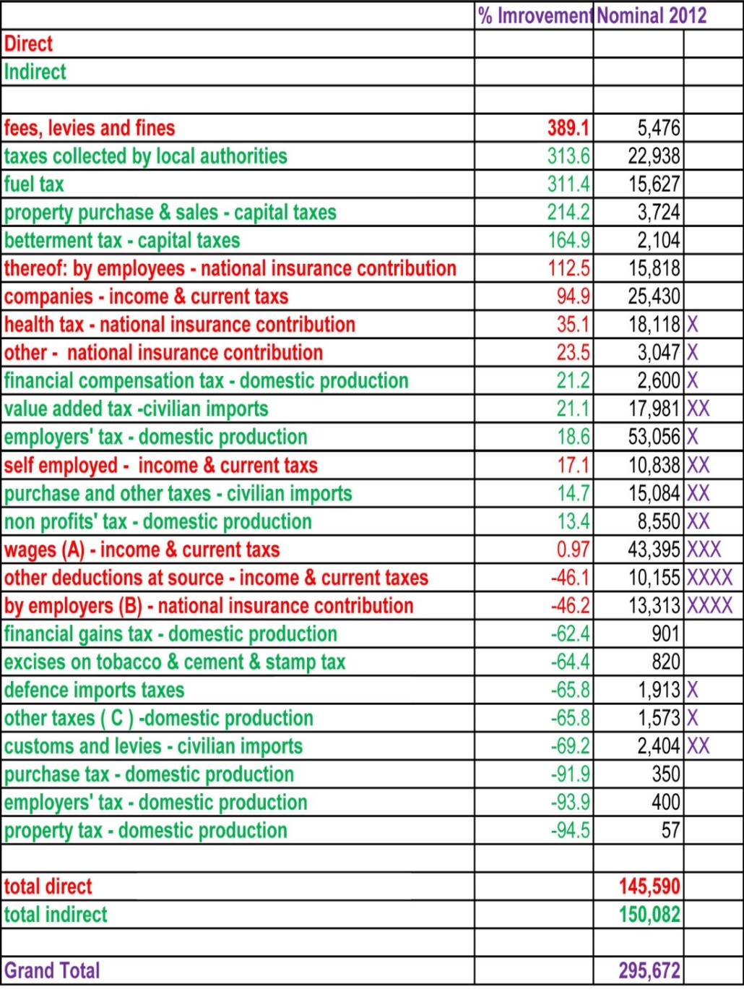 % Imrovement Nominal 2012
Direct
Indirect
fees, levies and fines 389.1 5,476
taxes collected by local authorities 313.6 22,938
fuel tax 311.4 15,627
property purchase & sales - capital taxes 214.2 3,724
betterment tax - capital taxes 164.9 2,104
thereof: by employees - national insurance contribution 112.5 15,818
companies - income & current taxs 94.9 25,430
health tax - national insurance contribution 35.1 18,118 X
other - national insurance contribution 23.5 3,047 X
financial compensation tax - domestic production 21.2 2,600 X
value added tax -civilian imports 21.1 17,981 XX
employers' tax - domestic production 18.6 53,056 X
self employed - income & current taxs 17.1 10,838 XX
purchase and other taxes - civilian imports 14.7 15,084 XX
non profits' tax - domestic production 13.4 8,550 XX
wages (A) - income & current taxs 0.97 43,395 XXX
other deductions at source - income & current taxes -46.1 10,155 XXXX
by employers (B) - national insurance contribution -46.2 13,313 XXXX
financial gains tax - domestic production -62.4 901
excises on tobacco & cement & stamp tax -64.4 820
defence imports taxes -65.8 1,913 X
other taxes ( C ) -domestic production -65.8 1,573 X
customs and levies - civilian imports -69.2 2,404 XX
purchase tax - domestic production -91.9 350
employers' tax - domestic production -93.9 400
property tax - domestic production -94.5 57
total direct 145,590
total indirect 150,082
Grand Total 295,672